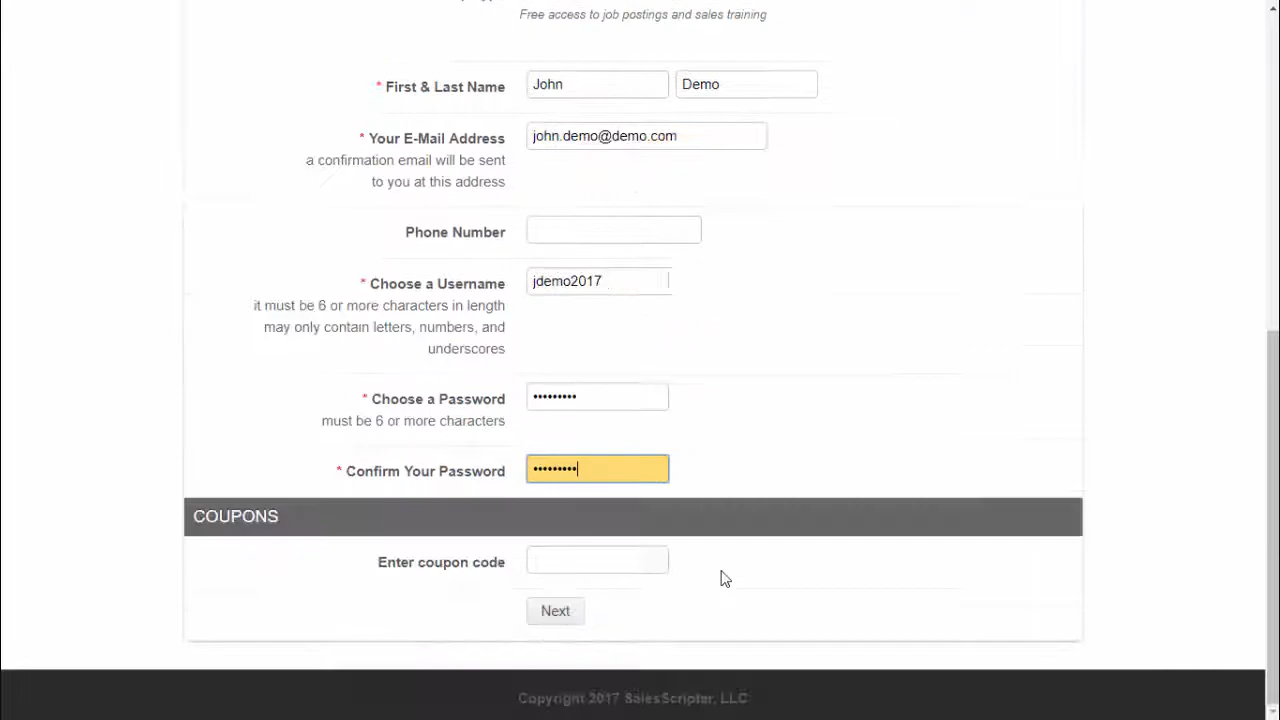 Free access to job postings and sales training
* First & Last Name John Demo
* Your E-Mail Address john.demo@demo.com
a confirmation email will be sent
to you at this address
Phone Number
* Choose a Username jdemo2017
it must be 6 or more characters in length
may only contain letters, numbers, and
underscores
* Choose a Password •••••••••
must be 6 or more characters
* Confirm Your Password •••••••••
COUPONS
Enter coupon code
Next
Copyright 2017 SalesScripter, LLC